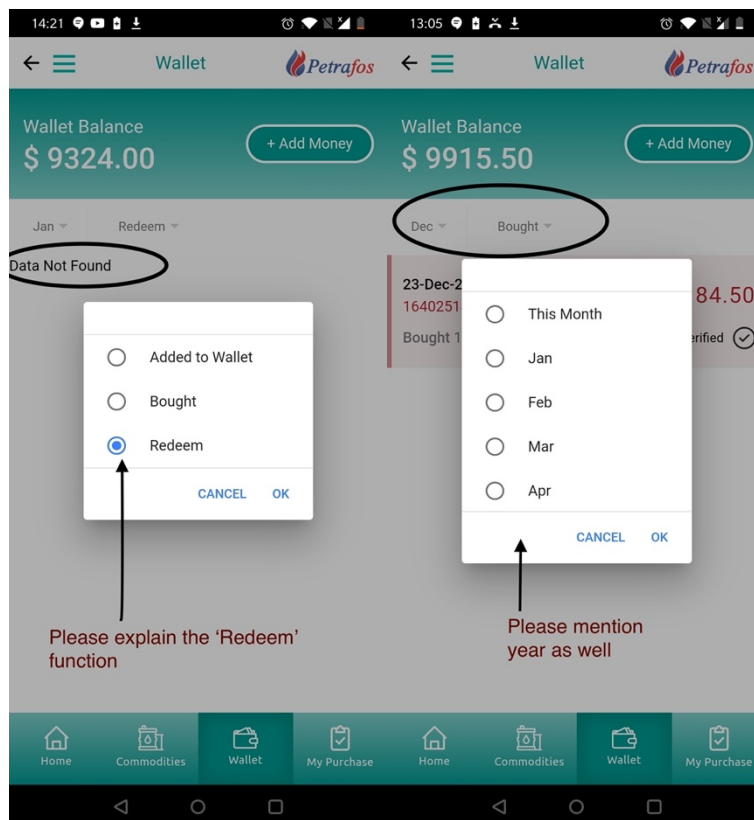 14:21
Wallet
Petrafos
Wallet Balance
$ 9324.00
+ Add Money
Jan
Redeem
Data Not Found
Added to Wallet
Bought
Redeem
CANCEL OK
Please explain the ‘Redeem’
function
Home
Commodities
Wallet
My Purchase
13:05
Wallet
Petrafos
Wallet Balance
$ 9915.50
+ Add Money
Dec
Bought
23-Dec-2
1640251
84.50
Bought 1
erified
This Month
Jan
Feb
Mar
Apr
CANCEL OK
Please mention
year as well
Home
Commodities
Wallet
My Purchase